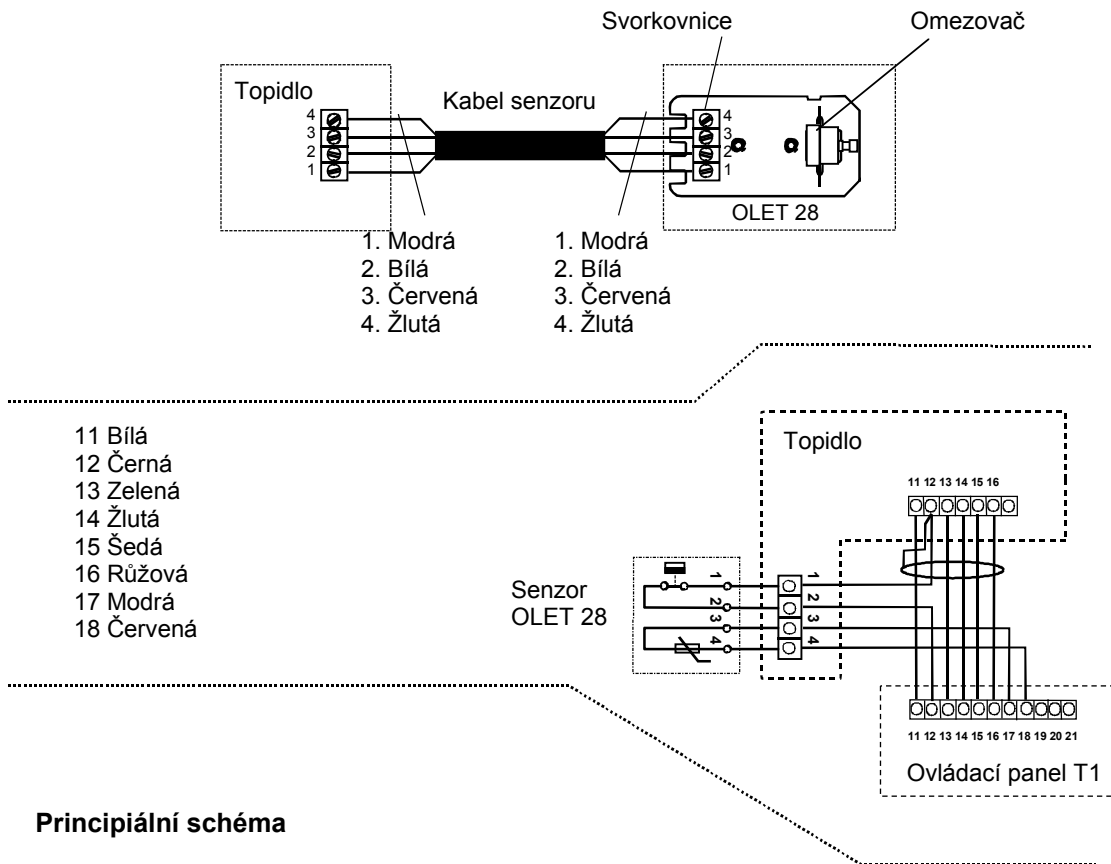 Svorkovnice Omezovač
Topidlo
Kabel senzoru
4
3
2
1
4
3
2
1
OLET 28
1. Modrá
2. Bílá
3. Červená
4. Žlutá
1. Modrá
2. Bílá
3. Červená
4. Žlutá
11 Bílá
12 Černá
13 Zelená
14 Žlutá
15 Šedá
16 Růžová
17 Modrá
18 Červená
Topidlo
11 12 13 14 15 16
Senzor
OLET 28
1
2
3
4
1
2
3
4
11 12 13 14 15 16 17 18 19 20 21
Ovládací panel T1
Principiální schéma